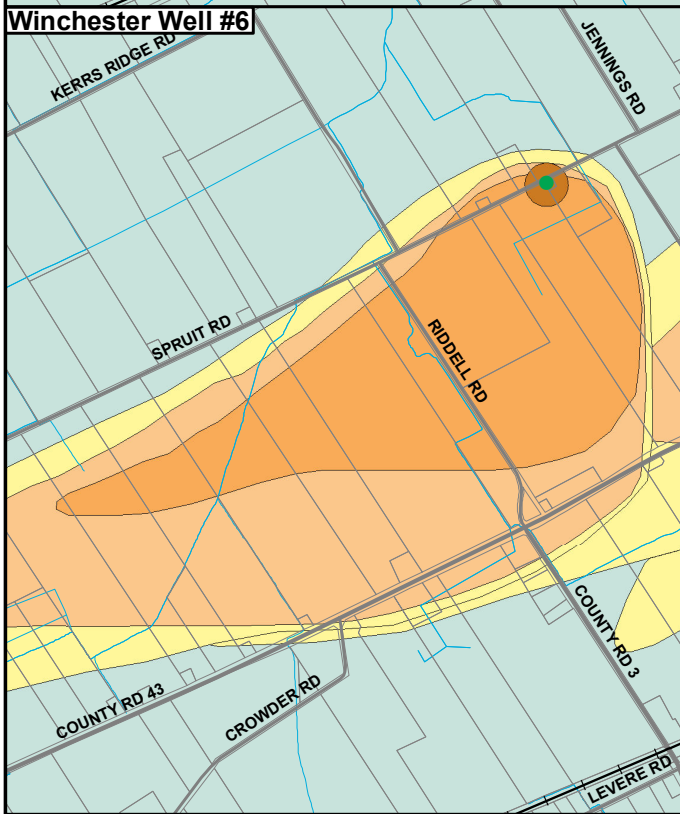 Winchester Well #6
KERRS RIDGE RD
JENNINGS RD
SPRUIT RD
RIDDELL RD
COUNTY RD 3
COUNTY RD 43
CROWDER RD
LEVERE RD